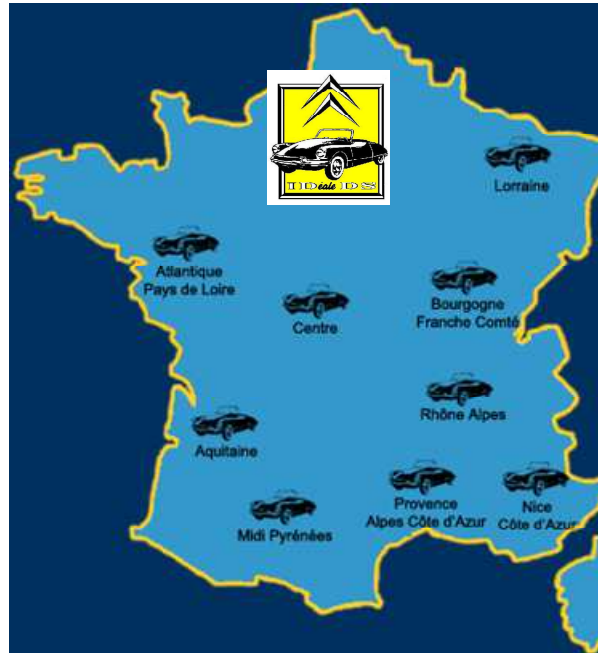 IDéale DS
Lorraine
Atlantique
Pays de Loire
Bourgogne
Franche Comté
Centre
Rhône Alpes
Aquitaine
Provence
Alpes Côte d'Azur
Nice
Côte d'Azur
Midi Pyrénées